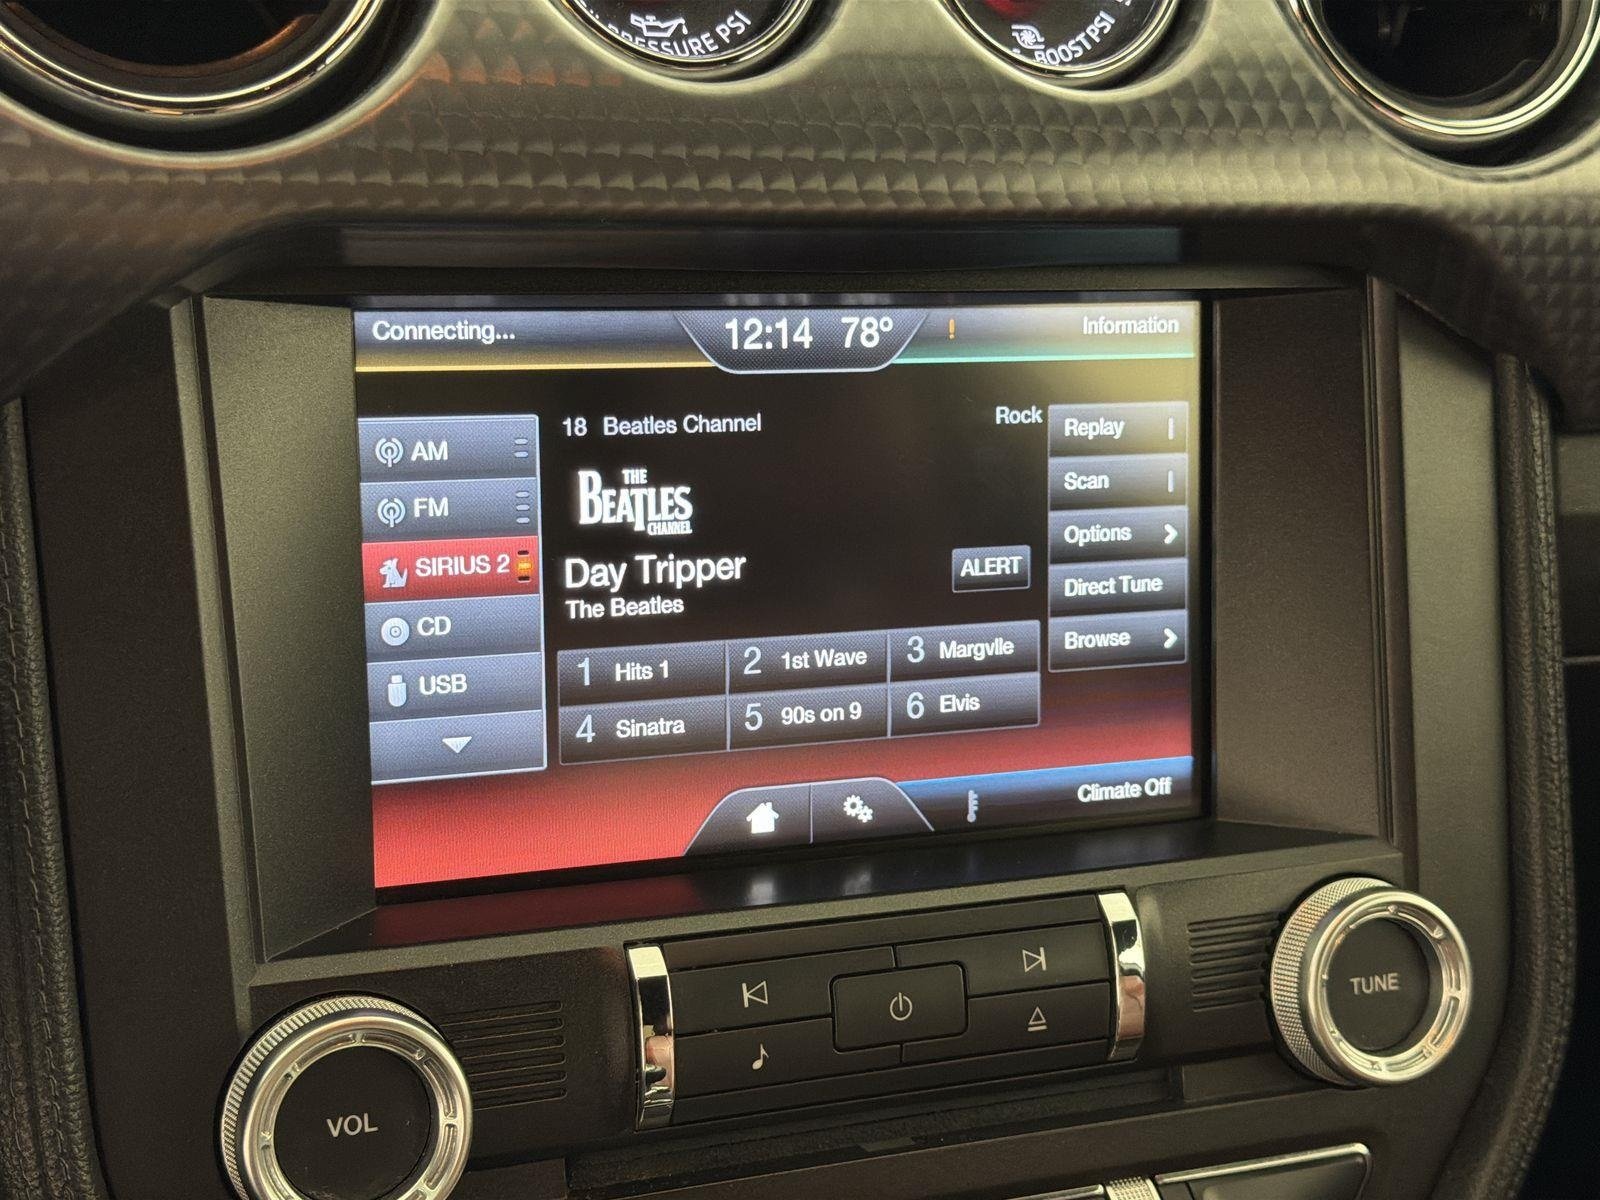 PRESSURE PSI
BOOST PSI
Connecting...
12:14 78°
!
Information
AM
FM
SIRIUS 2
CD
USB
18 Beatles Channel
Rock
THE
BEATLES
CHANNEL
Day Tripper
The Beatles
ALERT
1 Hits 1
2 1st Wave
3 Margvlle
4 Sinatra
5 90s on 9
6 Elvis
Replay
Scan
Options
Direct Tune
Browse
Climate Off
VOL
TUNE